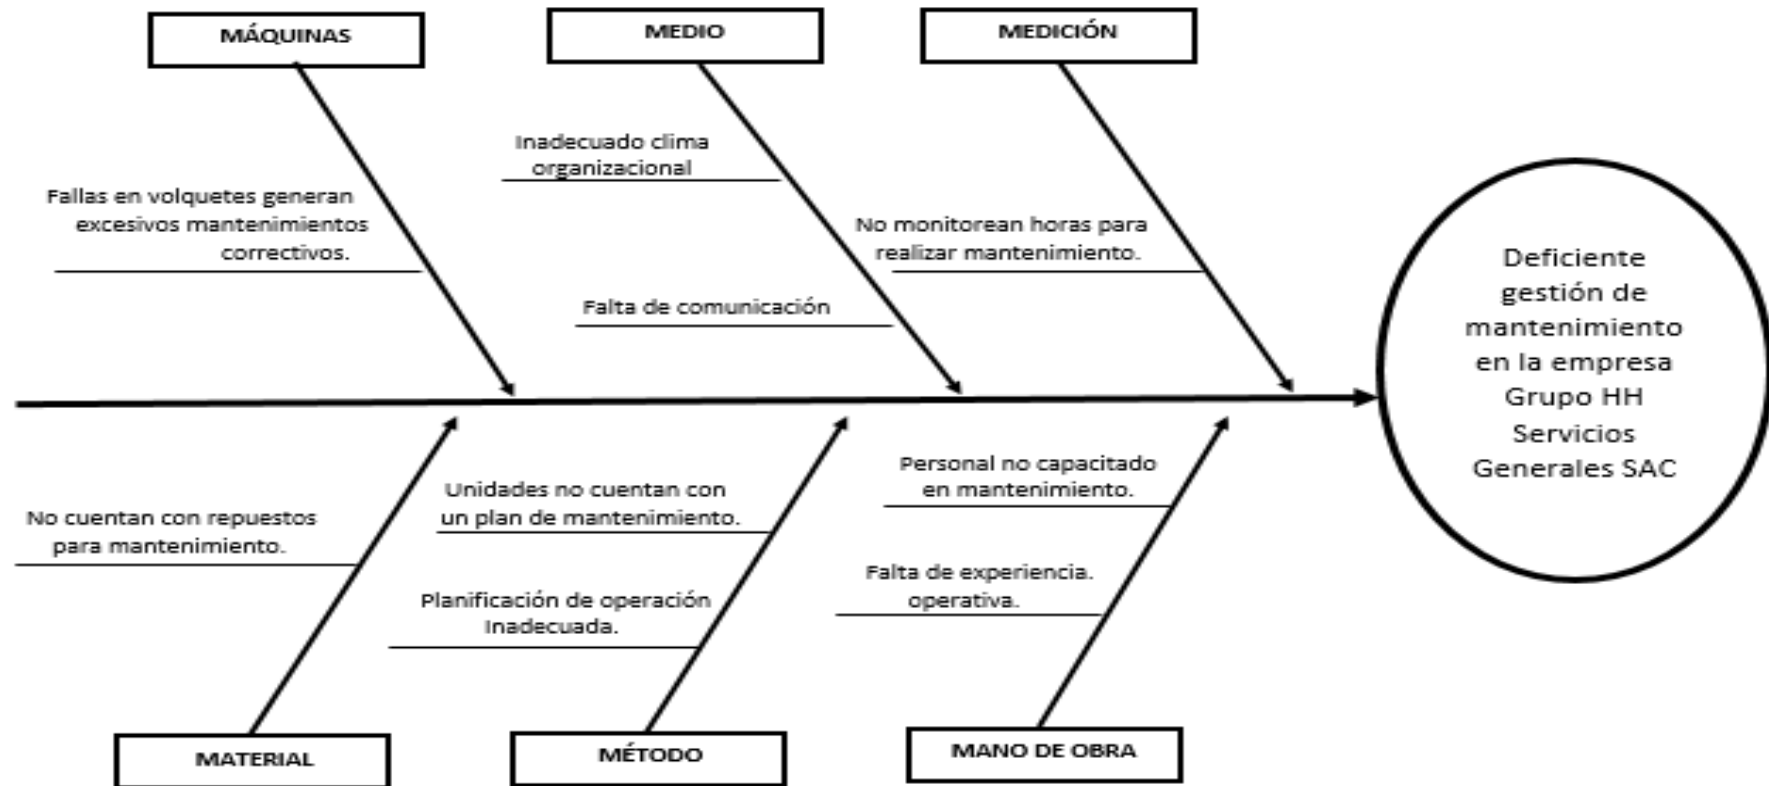 MÁQUINAS
MEDIO
MEDICIÓN
Inadecuado clima
organizacional
Fallas en volquetes generan
excesivos mantenimientos
correctivos.
No monitorean horas para
realizar mantenimiento.
Falta de comunicación
Deficiente
gestión de
mantenimiento
en la empresa
Grupo HH
Servicios
Generales SAC
Personal no capacitado
en mantenimiento.
Unidades no cuentan con
un plan de mantenimiento.
No cuentan con repuestos
para mantenimiento.
Falta de experiencia.
operativa.
Planificación de operación
Inadecuada.
MATERIAL
MÉTODO
MANO DE OBRA